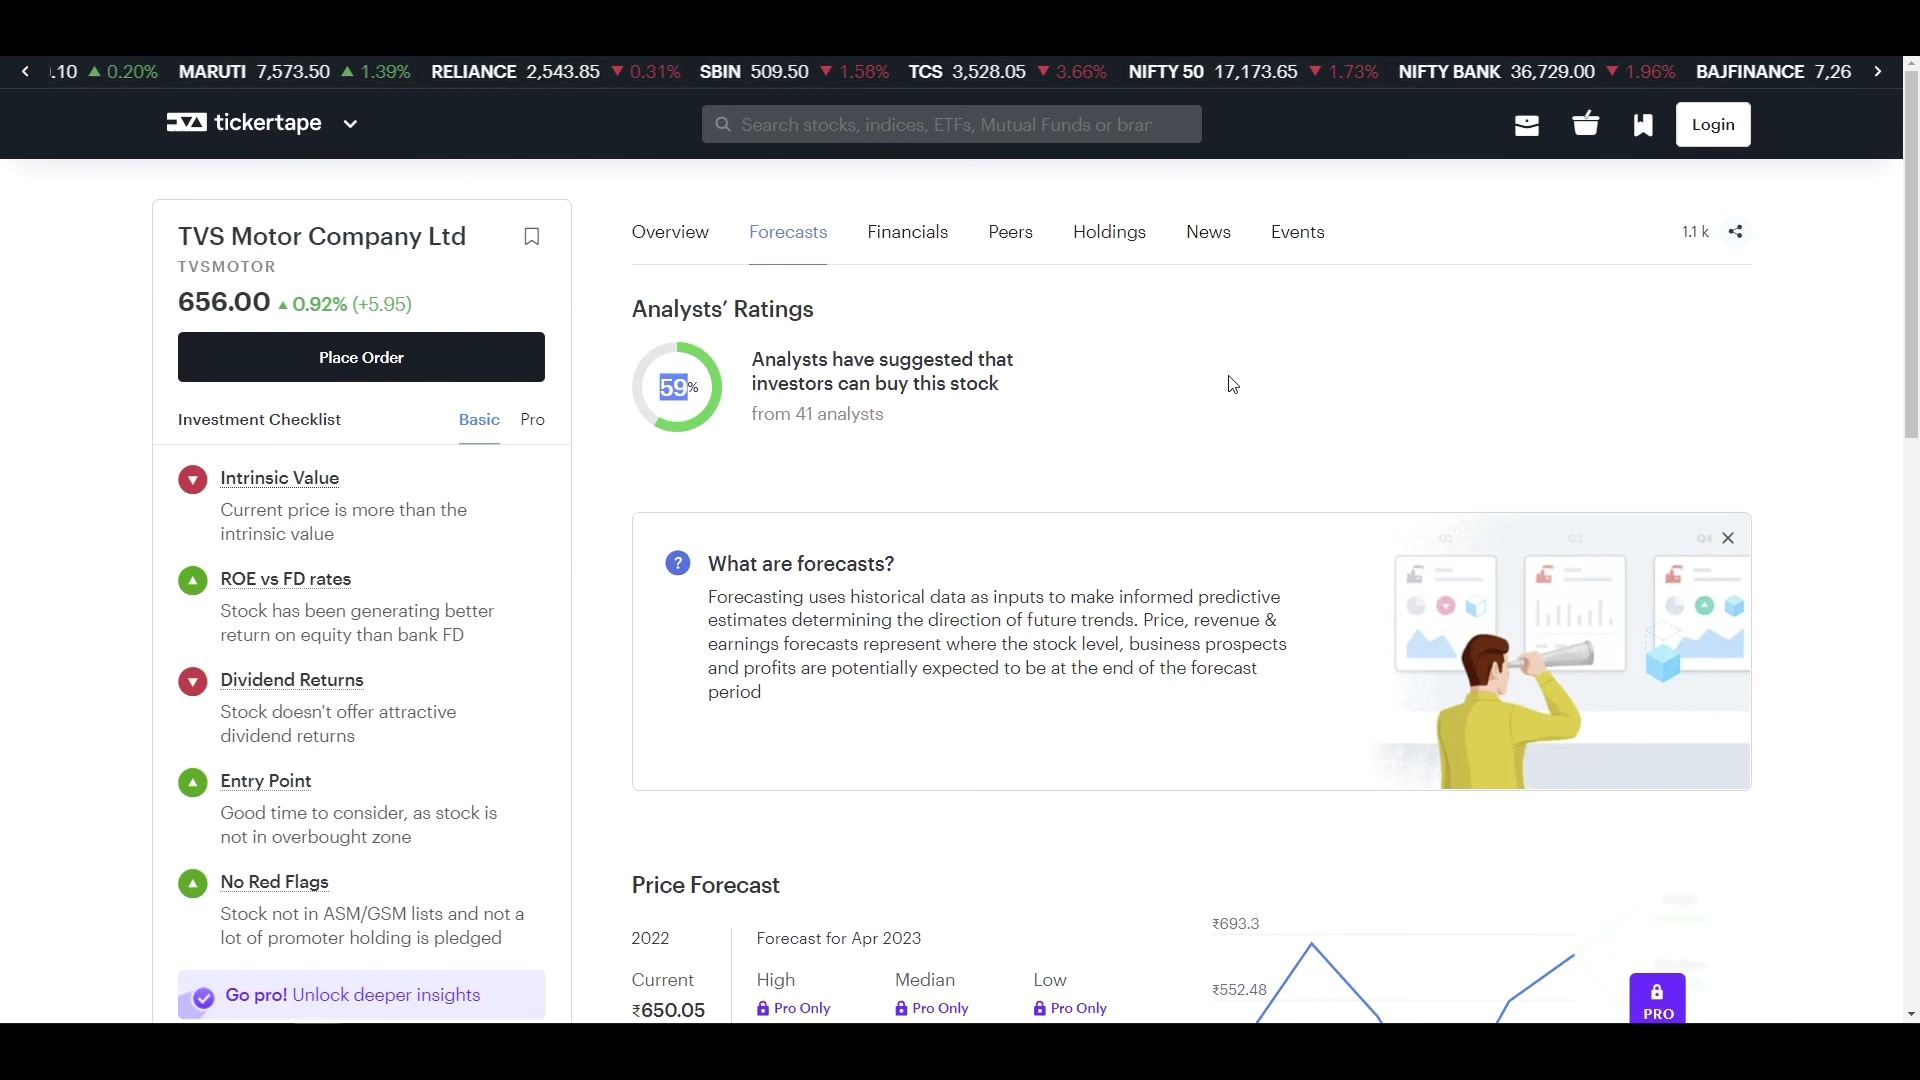 .10 ▲ 0.20% MARUTI 7,573.50 ▲ 1.39% RELIANCE 2,543.85 ▼ 0.31% SBIN 509.50 ▼ 1.58% TCS 3,528.05 ▼ 3.66% NIFTY 50 17,173.65 ▼ 1.73% NIFTY BANK 36,729.00 ▼ 1.96% BAJFINANCE 7,26
tickertape
Search stocks, indices, ETFs, Mutual Funds or bran
Login
TVS Motor Company Ltd
TVSMOTOR
656.00 ▲ 0.92% (+5.95)
Place Order
Investment Checklist Basic Pro
Intrinsic Value
Current price is more than the
intrinsic value
ROE vs FD rates
Stock has been generating better
return on equity than bank FD
Dividend Returns
Stock doesn't offer attractive
dividend returns
Entry Point
Good time to consider, as stock is
not in overbought zone
No Red Flags
Stock not in ASM/GSM lists and not a
lot of promoter holding is pledged
Go pro! Unlock deeper insights
Overview Forecasts Financials Peers Holdings News Events 1.1 k
Analysts’ Ratings
59%
Analysts have suggested that
investors can buy this stock
from 41 analysts
What are forecasts?
Forecasting uses historical data as inputs to make informed predictive
estimates determining the direction of future trends. Price, revenue &
earnings forecasts represent where the stock level, business prospects
and profits are potentially expected to be at the end of the forecast
period
Q2 Q3 Q4
Price Forecast
2022 Forecast for Apr 2023
Current High Median Low
₹650.05 Pro Only Pro Only Pro Only
₹693.3
₹552.48
PRO